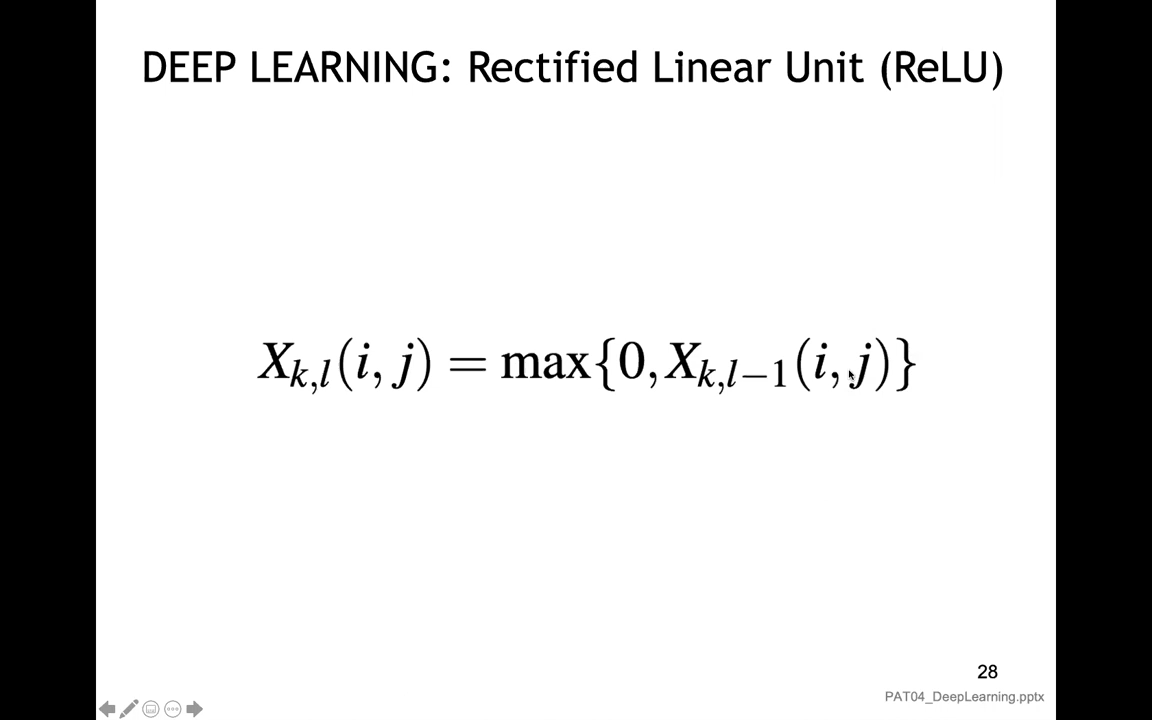 DEEP LEARNING: Rectified Linear Unit (ReLU)
X_{k,l}(i, j) = max{0, X_{k,l−1}(i, j)}
28
PAT04_DeepLearning.pptx